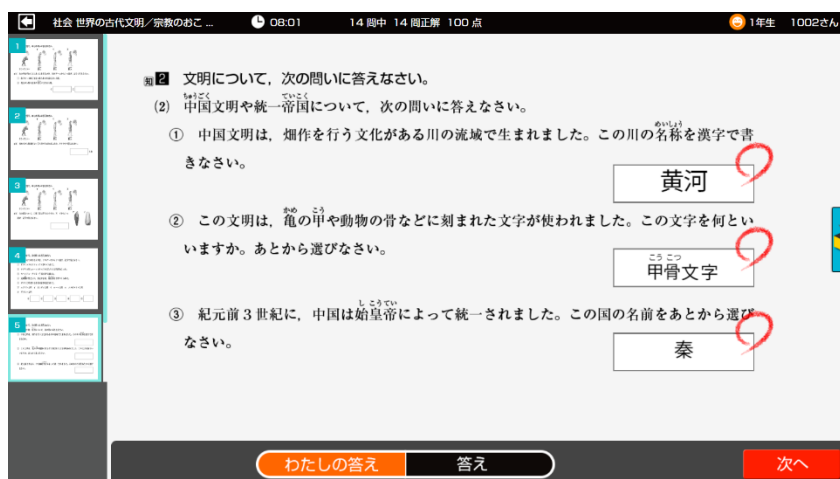 社会 世界の古代文明／宗教のおこ ... 08:01 14 問中 14 問正解 100 点 1年生 1002さん
1
2
3
4
5
知 2 文明について，次の問いに答えなさい。
(2) 中国文明や統一帝国について，次の問いに答えなさい。
① 中国文明は，畑作を行う文化がある川の流域で生まれました。この川の名称を漢字で書
きなさい。
黄河
② この文明は，亀の甲や動物の骨などに刻まれた文字が使われました。この文字を何とい
いますか。あとから選びなさい。
甲骨文字
③ 紀元前３世紀に，中国は始皇帝によって統一されました。この国の名前をあとから選び
なさい。
秦
わたしの答え 答え 次へ